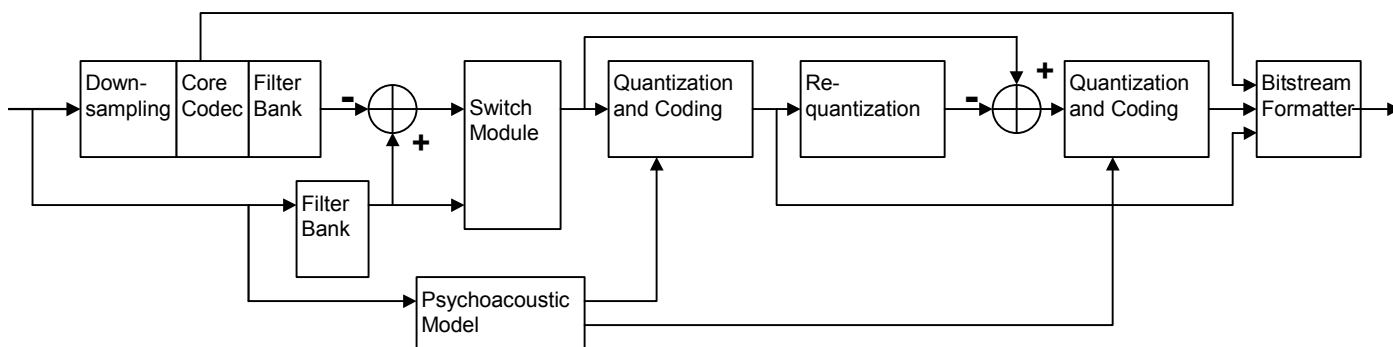 Down-
sampling
Core
Codec
Filter
Bank
-
+
Switch
Module
Quantization
and Coding
Re-
quantization
-
+
Quantization
and Coding
Bitstream
Formatter
Filter
Bank
Psychoacoustic
Model